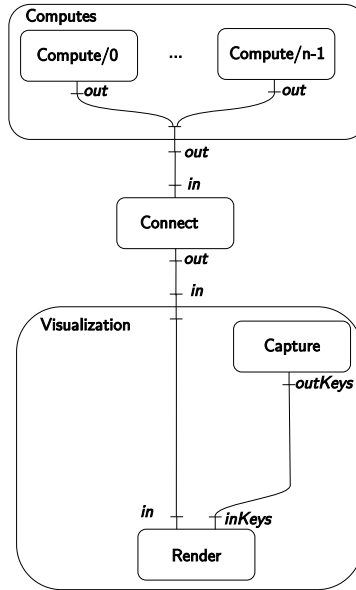 Computes
Compute/0 ... Compute/n-1
out out
out
in
Connect
out
in
Visualization
Capture
outKeys
in inKeys
Render